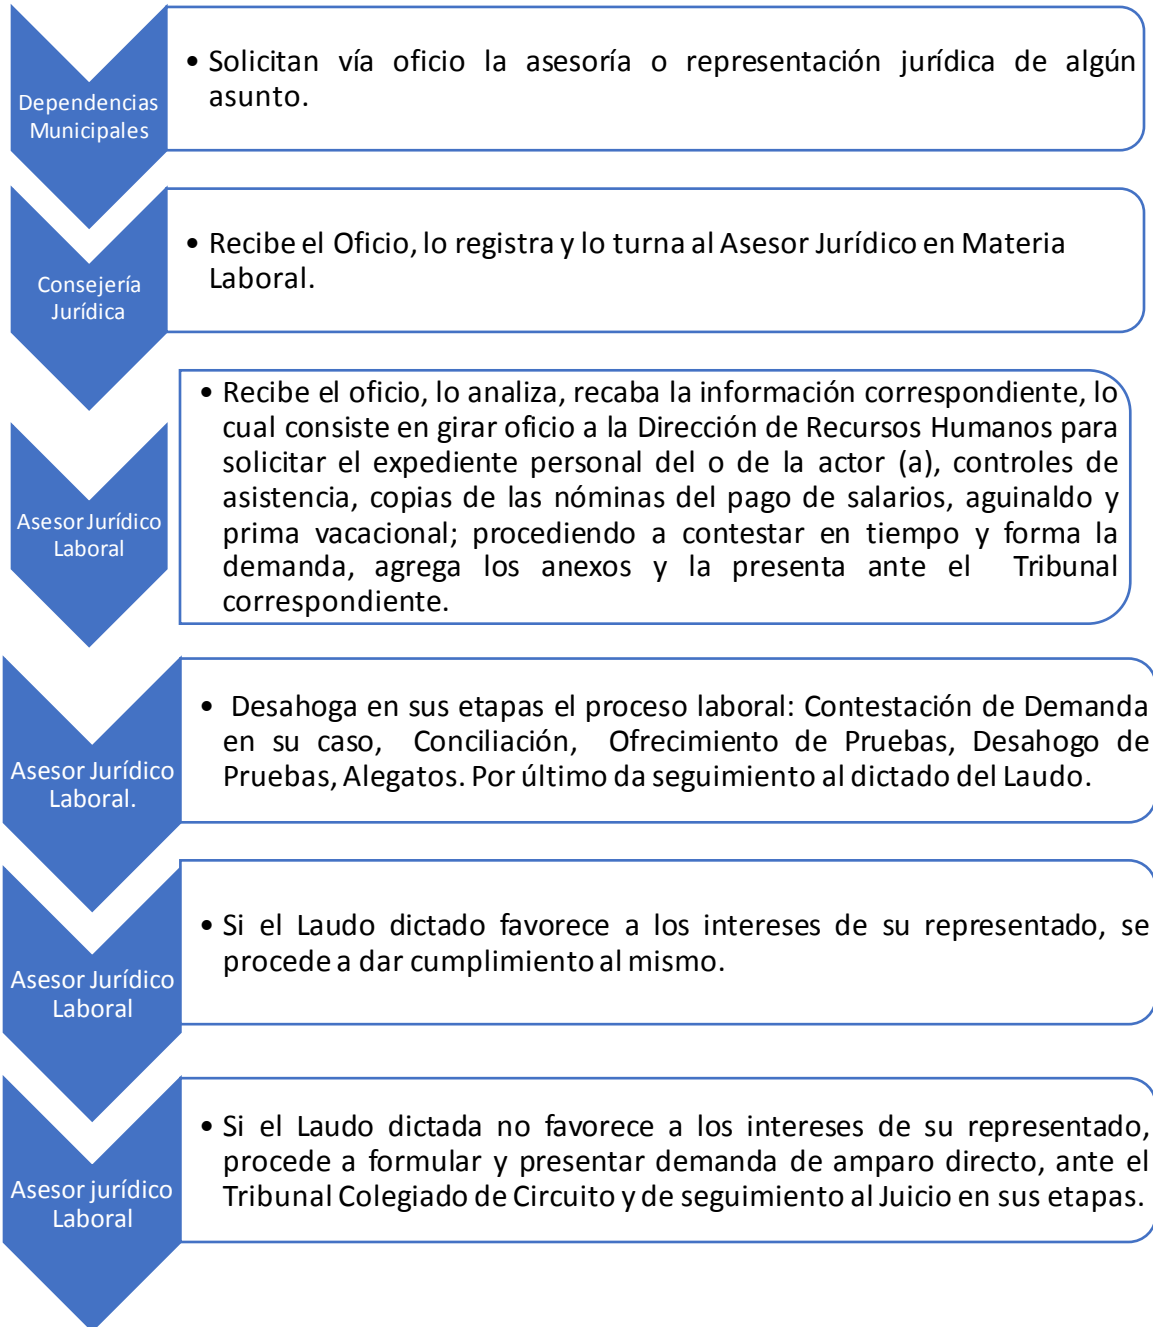 Dependencias
Municipales
• Solicitan vía oficio la asesoría o representación jurídica de algún
asunto.
Consejería
Jurídica
• Recibe el Oficio, lo registra y lo turna al Asesor Jurídico en Materia
Laboral.
Asesor Jurídico
Laboral
• Recibe el oficio, lo analiza, recaba la información correspondiente, lo
cual consiste en girar oficio a la Dirección de Recursos Humanos para
solicitar el expediente personal del o de la actor (a), controles de
asistencia, copias de las nóminas del pago de salarios, aguinaldo y
prima vacacional; procediendo a contestar en tiempo y forma la
demanda, agrega los anexos y la presenta ante el Tribunal
correspondiente.
Asesor Jurídico
Laboral.
• Desahoga en sus etapas el proceso laboral: Contestación de Demanda
en su caso, Conciliación, Ofrecimiento de Pruebas, Desahogo de
Pruebas, Alegatos. Por último da seguimiento al dictado del Laudo.
Asesor Jurídico
Laboral
• Si el Laudo dictado favorece a los intereses de su representado, se
procede a dar cumplimiento al mismo.
Asesor jurídico
Laboral
• Si el Laudo dictada no favorece a los intereses de su representado,
procede a formular y presentar demanda de amparo directo, ante el
Tribunal Colegiado de Circuito y de seguimiento al Juicio en sus etapas.